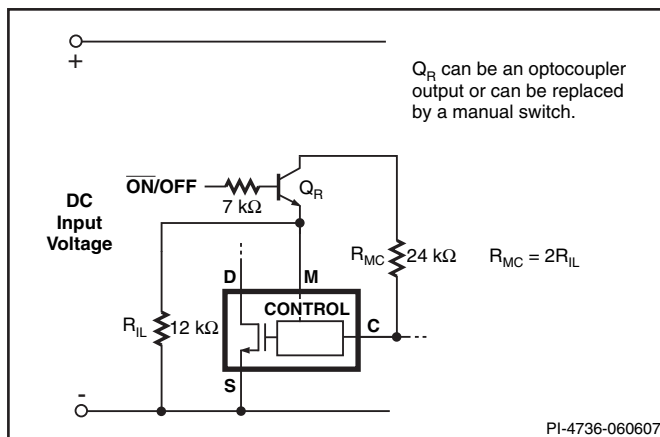 +
Q_R can be an optocoupler
output or can be replaced
by a manual switch.
ON/OFF
Q_R
7 kΩ
DC
Input
Voltage
R_MC 24 kΩ R_MC = 2R_IL
D M
CONTROL
C
R_IL 12 kΩ
S
-
PI-4736-060607